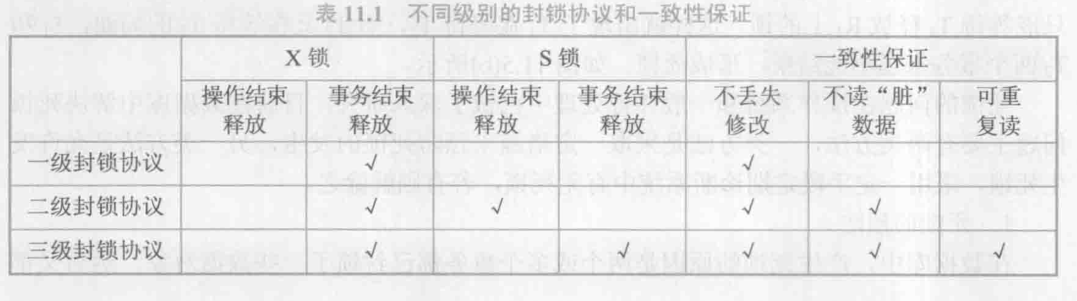 表 11.1 不同级别的封锁协议和一致性保证
X 锁 S 锁 一致性保证
操作结束释放 事务结束释放 操作结束释放 事务结束释放 不丢失修改 不读“脏”数据 可重复读
一级封锁协议 √ √
二级封锁协议 √ √ √ √
三级封锁协议 √ √ √ √ √